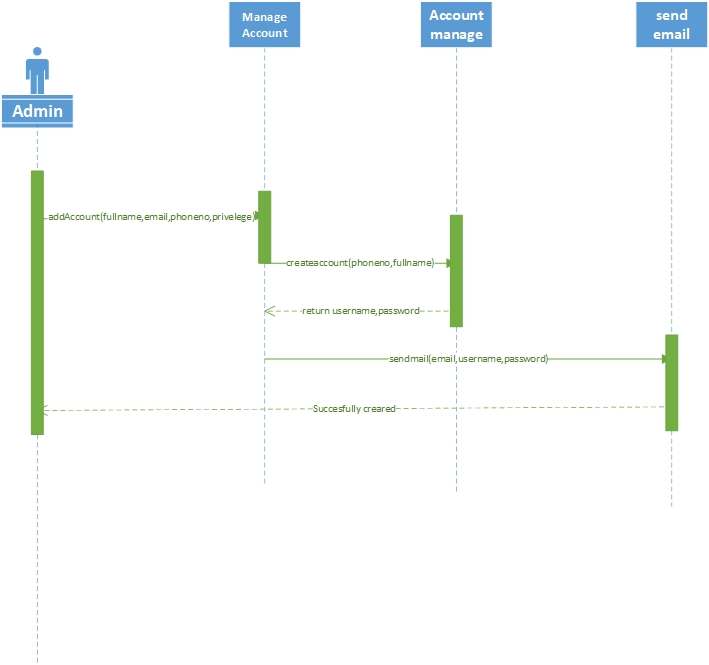 Manage
Account
Account
manage
send
email
Admin
addAccount(fullname,email,phoneno,privelege)
createaccount(phoneno,fullname)
return username,password
sendmail(email,username,password)
Succesfully creared